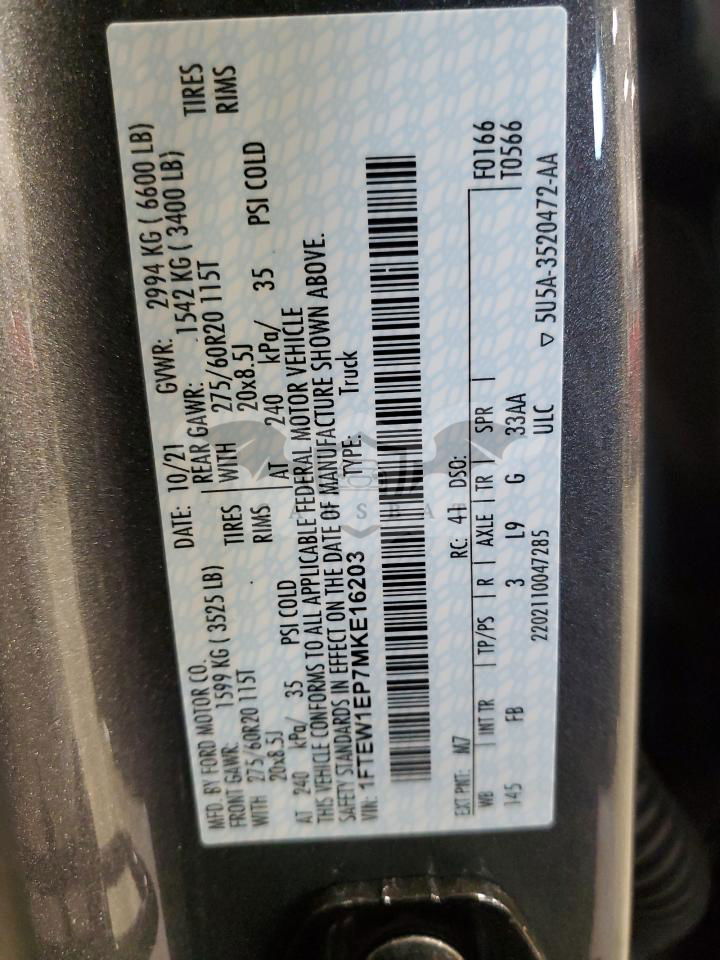 MFD. BY FORD MOTOR CO.
DATE: 10/21 GVWR: 2994 KG ( 6600 LB)
FRONT GAWR: 1599 KG ( 3525 LB) REAR GAWR: 1542 KG ( 3400 LB)
WITH 275/60R20 115T TIRES WITH 275/60R20 115T TIRES
20x8.5J RIMS 20x8.5J RIMS
AT 240 kPa/ 35 PSI COLD AT 240 kPa/ 35 PSI COLD
THIS VEHICLE CONFORMS TO ALL APPLICABLE FEDERAL MOTOR VEHICLE
SAFETY STANDARDS IN EFFECT ON THE DATE OF MANUFACTURE SHOWN ABOVE.
VIN: 1FTEW1EP7MKE16203 TYPE: Truck
EXT PNT: M7 RC: 41 DSO: F0166
WB INT TR TP/PS R AXLE TR SPR T0566
145 FB 3 L9 G 33AA
2202110047285 ULC ▽ 5U5A-3520472-AA